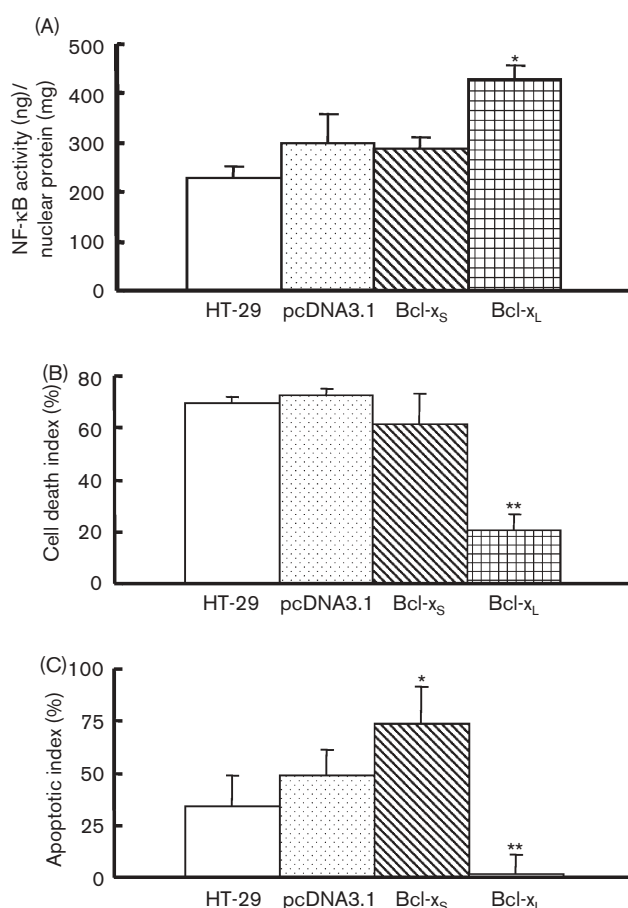 (A)
NF-κB activity (ng)/
nuclear protein (mg)
500
400
300
200
100
0
*
HT-29 pcDNA3.1 Bcl-xS Bcl-xL
(B)
Cell death index (%)
80
60
40
20
0
**
HT-29 pcDNA3.1 Bcl-xS Bcl-xL
(C)
Apoptotic index (%)
100
75
50
25
0
*
**
HT-29 pcDNA3.1 Bcl-xS Bcl-xL